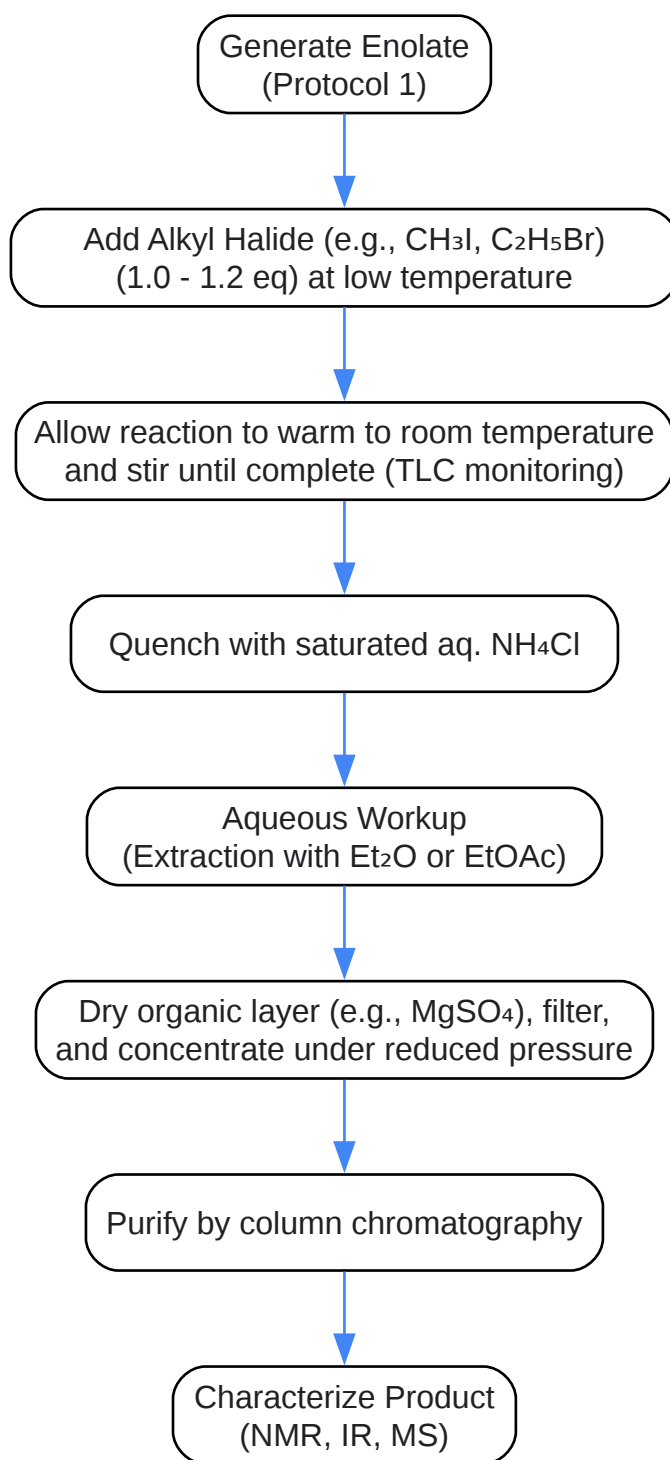 Generate Enolate
(Protocol 1)
Add Alkyl Halide (e.g., CH₃I, C₂H₅Br)
(1.0 - 1.2 eq) at low temperature
Allow reaction to warm to room temperature
and stir until complete (TLC monitoring)
Quench with saturated aq. NH₄Cl
Aqueous Workup
(Extraction with Et₂O or EtOAc)
Dry organic layer (e.g., MgSO₄), filter,
and concentrate under reduced pressure
Purify by column chromatography
Characterize Product
(NMR, IR, MS)